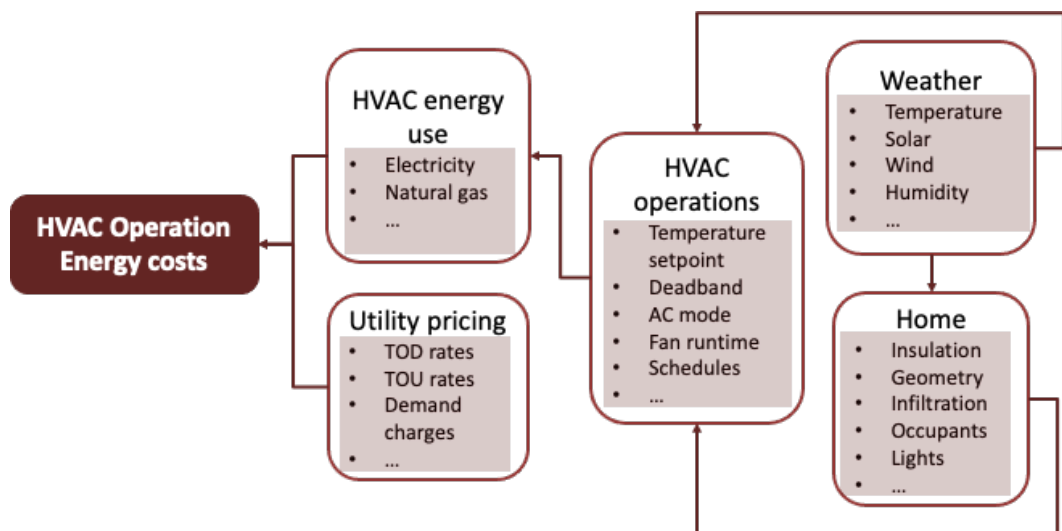 HVAC Operation
Energy costs
HVAC energy
use
• Electricity
• Natural gas
• ...
Utility pricing
• TOD rates
• TOU rates
• Demand
charges
• ...
HVAC
operations
• Temperature
setpoint
• Deadband
• AC mode
• Fan runtime
• Schedules
• ...
Weather
• Temperature
• Solar
• Wind
• Humidity
• ...
Home
• Insulation
• Geometry
• Infiltration
• Occupants
• Lights
• ...